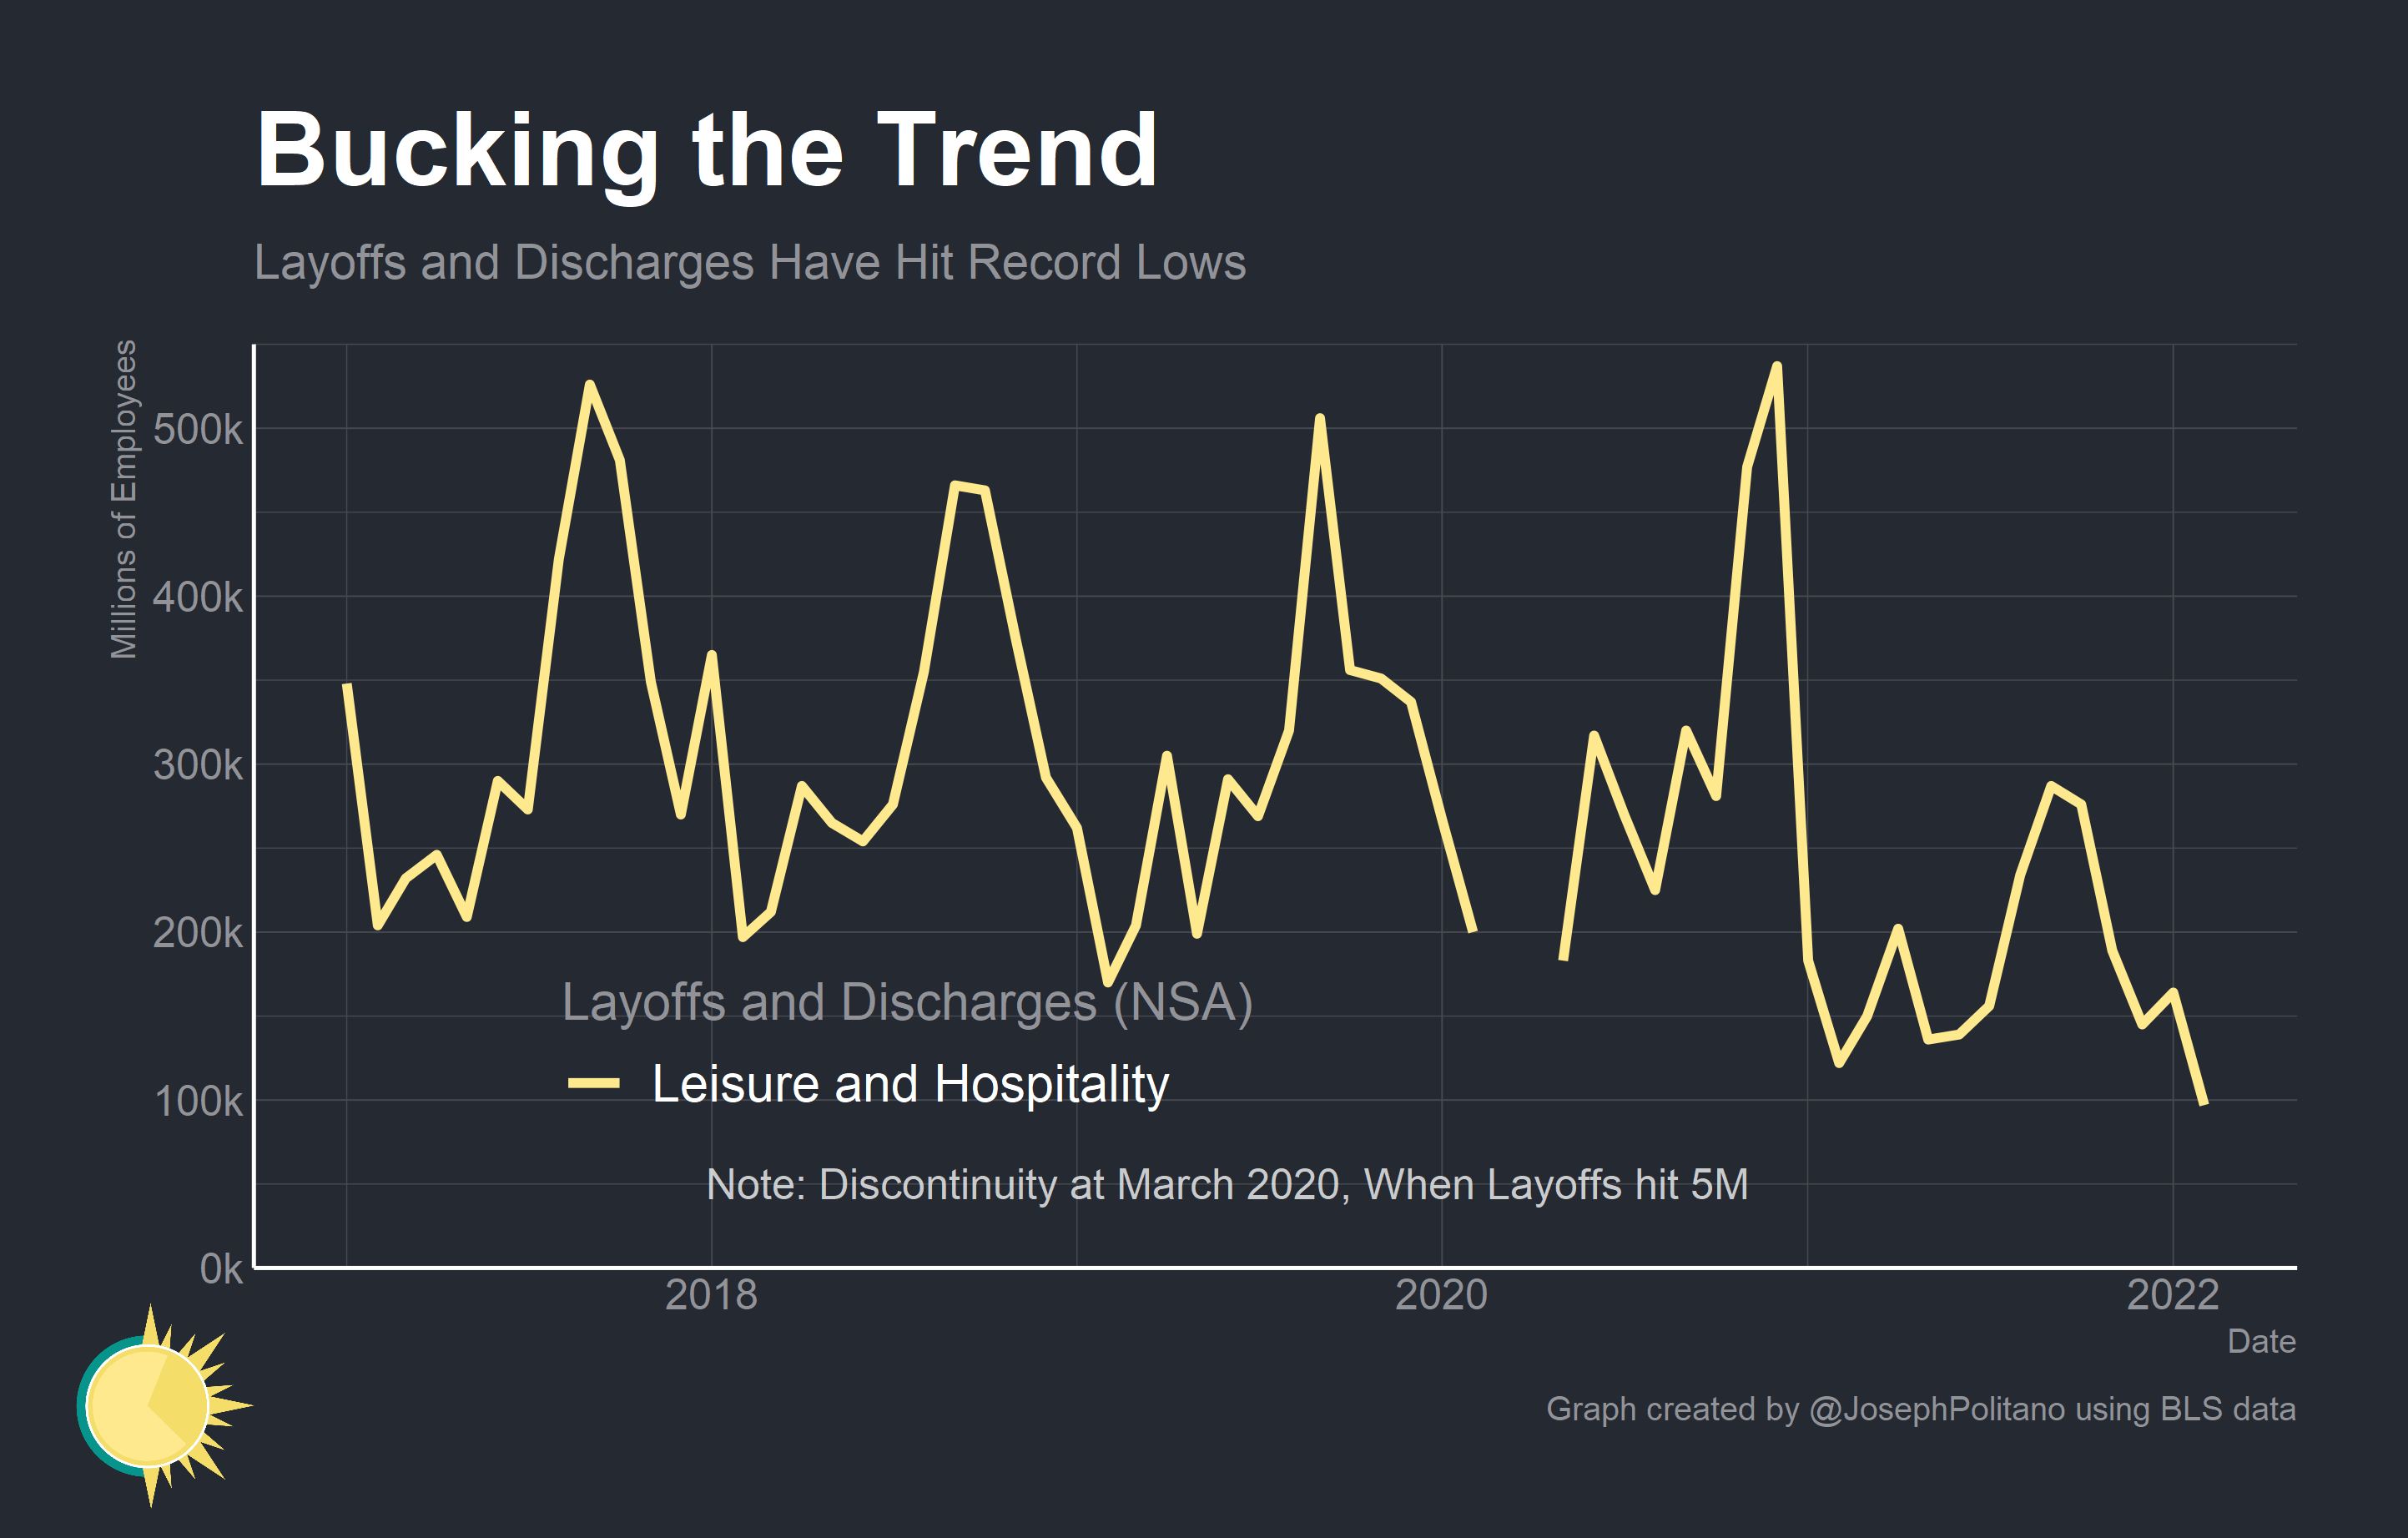 Bucking the Trend
Layoffs and Discharges Have Hit Record Lows
Millions of Employees
500k
400k
300k
200k
100k
0k
Layoffs and Discharges (NSA)
Leisure and Hospitality
Note: Discontinuity at March 2020, When Layoffs hit 5M
2018
2020
2022
Date
Graph created by @JosephPolitano using BLS data